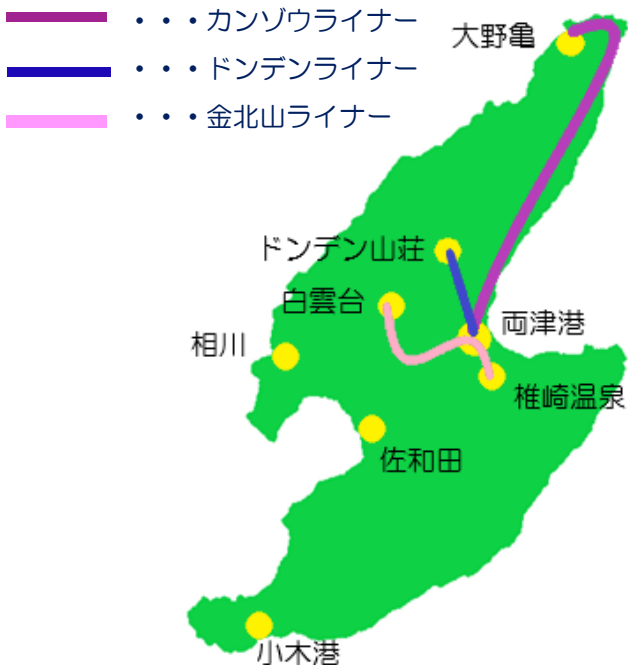 ・・・カンゾウライナー
・・・ドンデンライナー
・・・金北山ライナー
大野亀
ドンデン山荘
白雲台
両津港
相川
椎崎温泉
佐和田
小木港